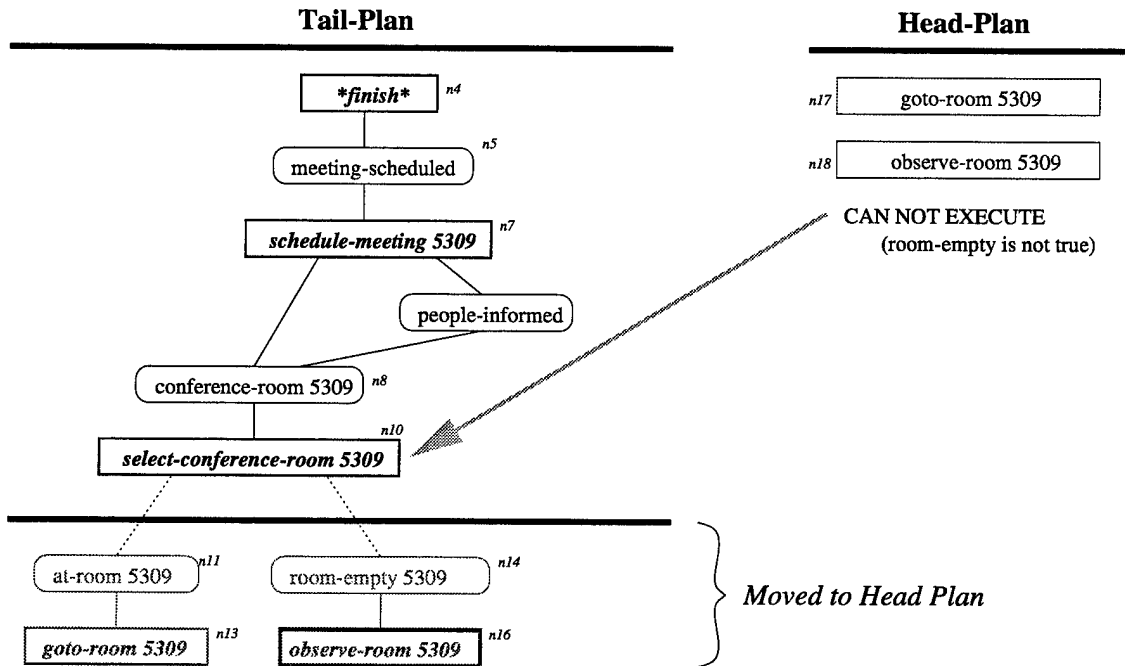 Tail-Plan
Head-Plan
*finish*
n4
n17
goto-room 5309
n5
meeting-scheduled
n18
observe-room 5309
n7
schedule-meeting 5309
CAN NOT EXECUTE
(room-empty is not true)
people-informed
conference-room 5309
n8
n10
select-conference-room 5309
n11
at-room 5309
n14
room-empty 5309
Moved to Head Plan
goto-room 5309
n13
observe-room 5309
n16